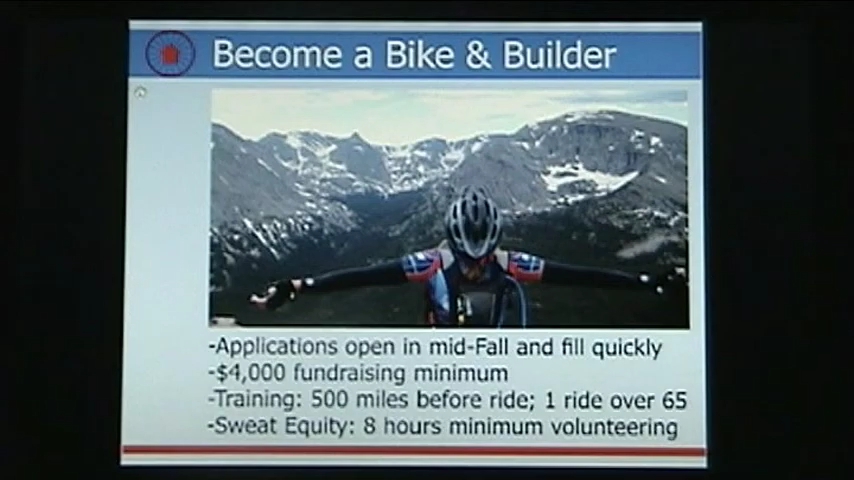 Become a Bike & Builder
-Applications open in mid-Fall and fill quickly
-$4,000 fundraising minimum
-Training: 500 miles before ride; 1 ride over 65
-Sweat Equity: 8 hours minimum volunteering